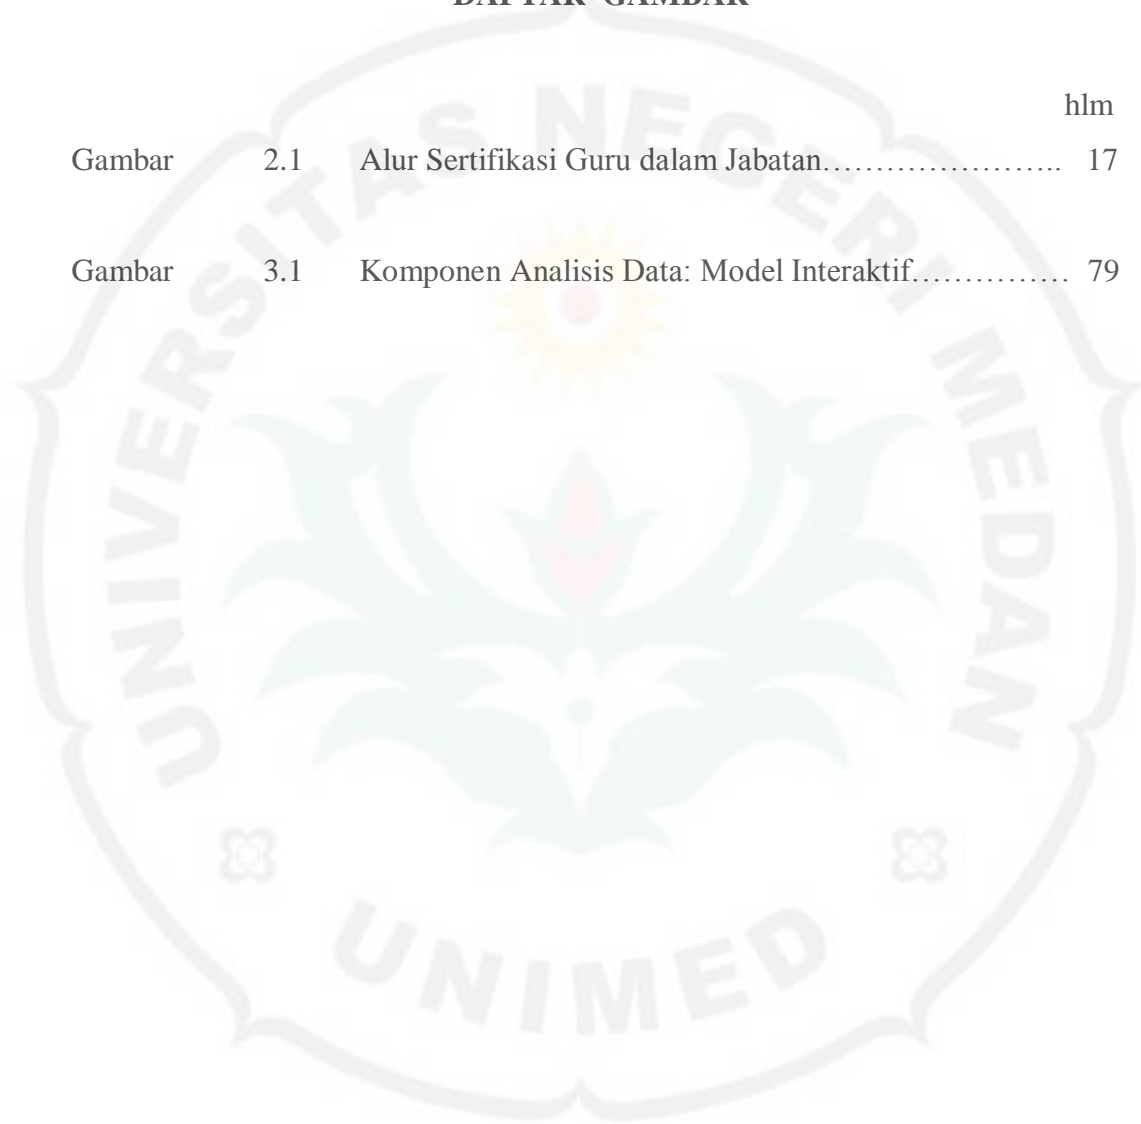 DAFTAR GAMBAR
hlm
Gambar 2.1 Alur Sertifikasi Guru dalam Jabatan………………….. 17
Gambar 3.1 Komponen Analisis Data: Model Interaktif…………… 79
UNIVERSITAS NEGERI MEDAN
UNIMED